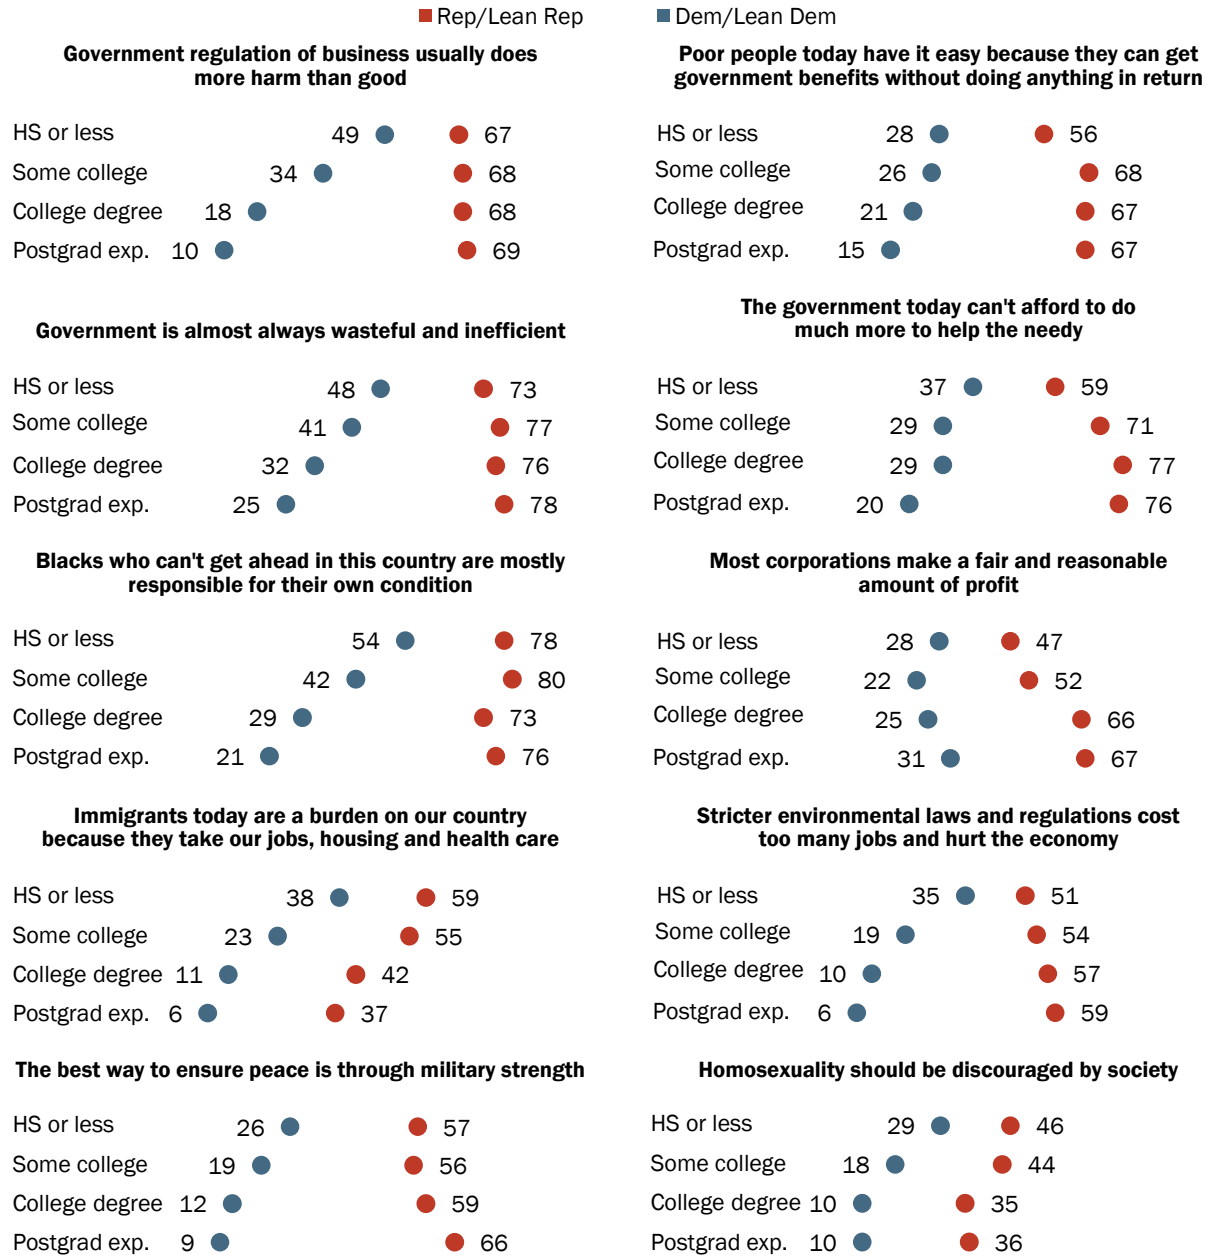 Rep/Lean Rep Dem/Lean Dem
Government regulation of business usually does
more harm than good
HS or less 49 67
Some college 34 68
College degree 18 68
Postgrad exp. 10 69
Poor people today have it easy because they can get
government benefits without doing anything in return
HS or less 28 56
Some college 26 68
College degree 21 67
Postgrad exp. 15 67
Government is almost always wasteful and inefficient
HS or less 48 73
Some college 41 77
College degree 32 76
Postgrad exp. 25 78
The government today can't afford to do
much more to help the needy
HS or less 37 59
Some college 29 71
College degree 29 77
Postgrad exp. 20 76
Blacks who can't get ahead in this country are mostly
responsible for their own condition
HS or less 54 78
Some college 42 80
College degree 29 73
Postgrad exp. 21 76
Most corporations make a fair and reasonable
amount of profit
HS or less 28 47
Some college 22 52
College degree 25 66
Postgrad exp. 31 67
Immigrants today are a burden on our country
because they take our jobs, housing and health care
HS or less 38 59
Some college 23 55
College degree 11 42
Postgrad exp. 6 37
Stricter environmental laws and regulations cost
too many jobs and hurt the economy
HS or less 35 51
Some college 19 54
College degree 10 57
Postgrad exp. 6 59
The best way to ensure peace is through military strength
HS or less 26 57
Some college 19 56
College degree 12 59
Postgrad exp. 9 66
Homosexuality should be discouraged by society
HS or less 29 46
Some college 18 44
College degree 10 35
Postgrad exp. 10 36